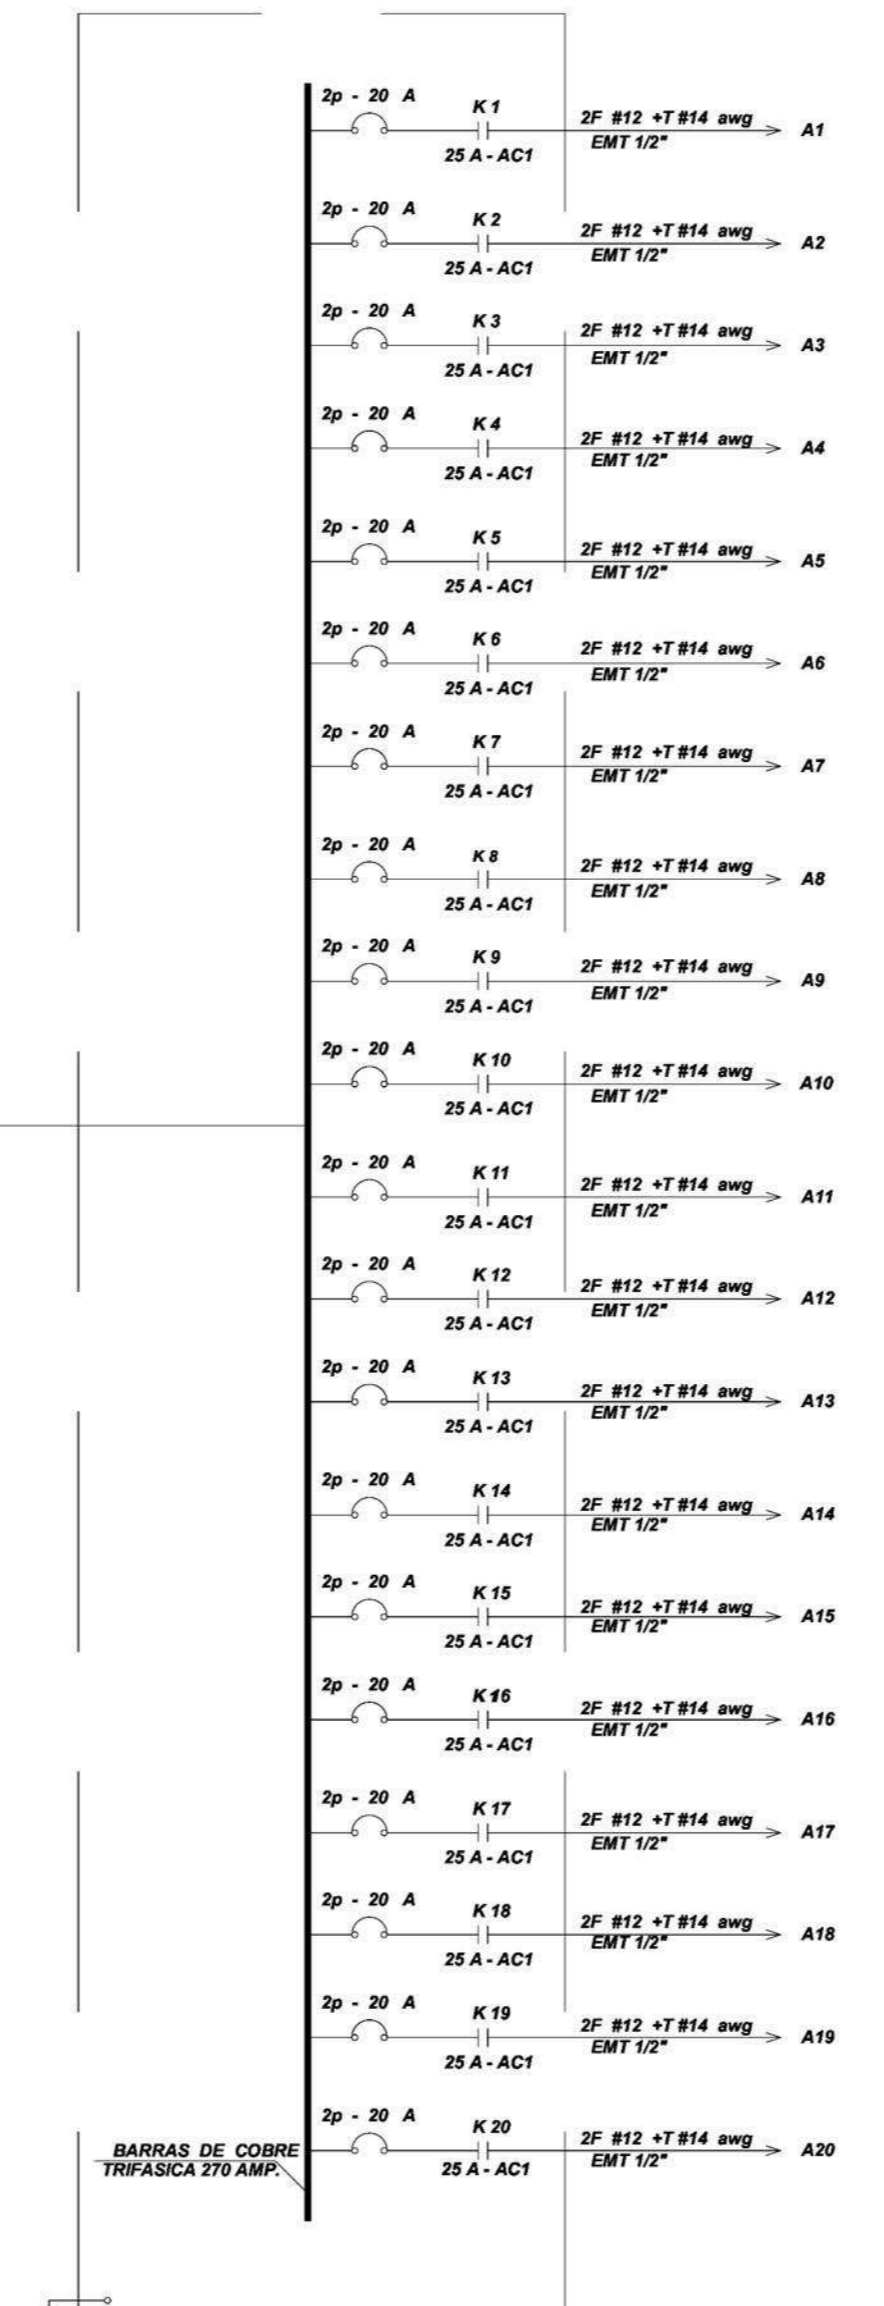 2p - 20 A
K 1
25 A - AC1
2F #12 +T #14 awg
EMT 1/2"
A1
2p - 20 A
K 2
25 A - AC1
2F #12 +T #14 awg
EMT 1/2"
A2
2p - 20 A
K 3
25 A - AC1
2F #12 +T #14 awg
EMT 1/2"
A3
2p - 20 A
K 4
25 A - AC1
2F #12 +T #14 awg
EMT 1/2"
A4
2p - 20 A
K 5
25 A - AC1
2F #12 +T #14 awg
EMT 1/2"
A5
2p - 20 A
K 6
25 A - AC1
2F #12 +T #14 awg
EMT 1/2"
A6
2p - 20 A
K 7
25 A - AC1
2F #12 +T #14 awg
EMT 1/2"
A7
2p - 20 A
K 8
25 A - AC1
2F #12 +T #14 awg
EMT 1/2"
A8
2p - 20 A
K 9
25 A - AC1
2F #12 +T #14 awg
EMT 1/2"
A9
2p - 20 A
K 10
25 A - AC1
2F #12 +T #14 awg
EMT 1/2"
A10
2p - 20 A
K 11
25 A - AC1
2F #12 +T #14 awg
EMT 1/2"
A11
2p - 20 A
K 12
25 A - AC1
2F #12 +T #14 awg
EMT 1/2"
A12
2p - 20 A
K 13
25 A - AC1
2F #12 +T #14 awg
EMT 1/2"
A13
2p - 20 A
K 14
25 A - AC1
2F #12 +T #14 awg
EMT 1/2"
A14
2p - 20 A
K 15
25 A - AC1
2F #12 +T #14 awg
EMT 1/2"
A15
2p - 20 A
K 16
25 A - AC1
2F #12 +T #14 awg
EMT 1/2"
A16
2p - 20 A
K 17
25 A - AC1
2F #12 +T #14 awg
EMT 1/2"
A17
2p - 20 A
K 18
25 A - AC1
2F #12 +T #14 awg
EMT 1/2"
A18
2p - 20 A
K 19
25 A - AC1
2F #12 +T #14 awg
EMT 1/2"
A19
2p - 20 A
K 20
25 A - AC1
2F #12 +T #14 awg
EMT 1/2"
A20
BARRAS DE COBRE
TRIFASICA 270 AMP.